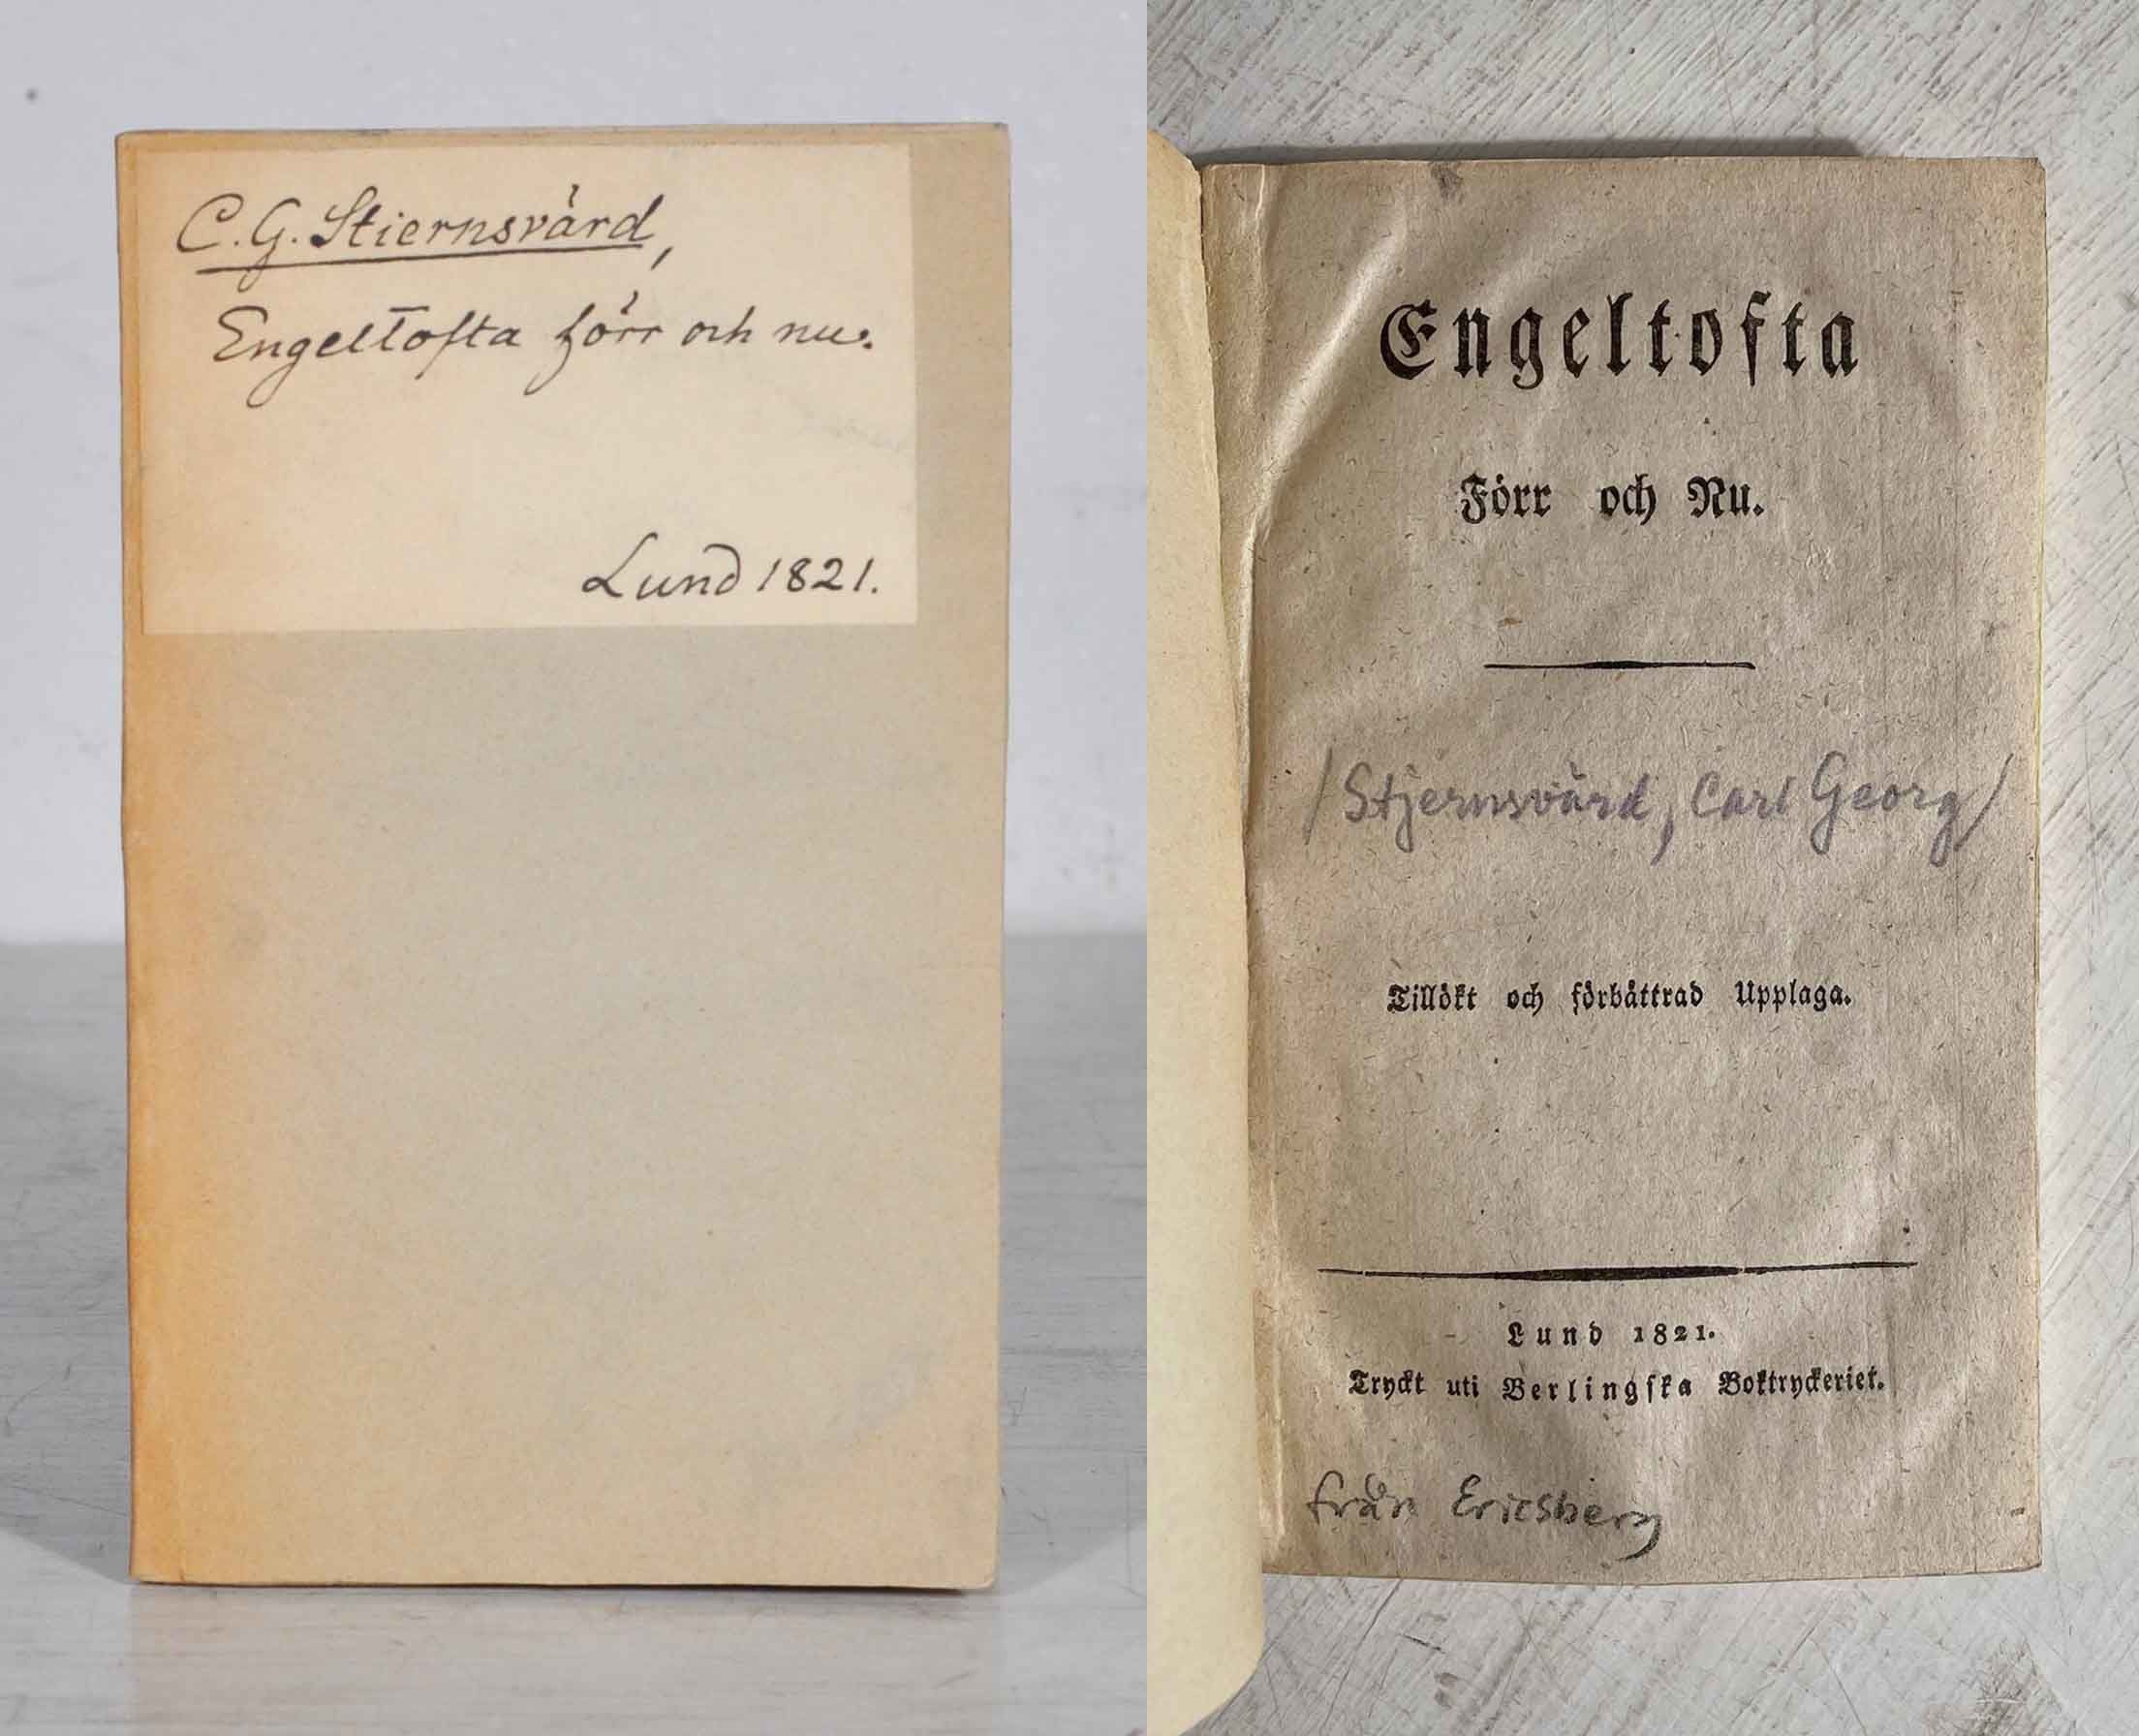 C. G. Stiernsvärd,
Engeltofta förr och nu.
Lund 1821.
Engeltofta
Förr och Nu.
/Stjernsvärd, Carl Georg/
Tillökt och förbättrad Upplaga.
Lund 1821.
Tryckt uti Berlingska Boktryckeriet.
från Ericsberg